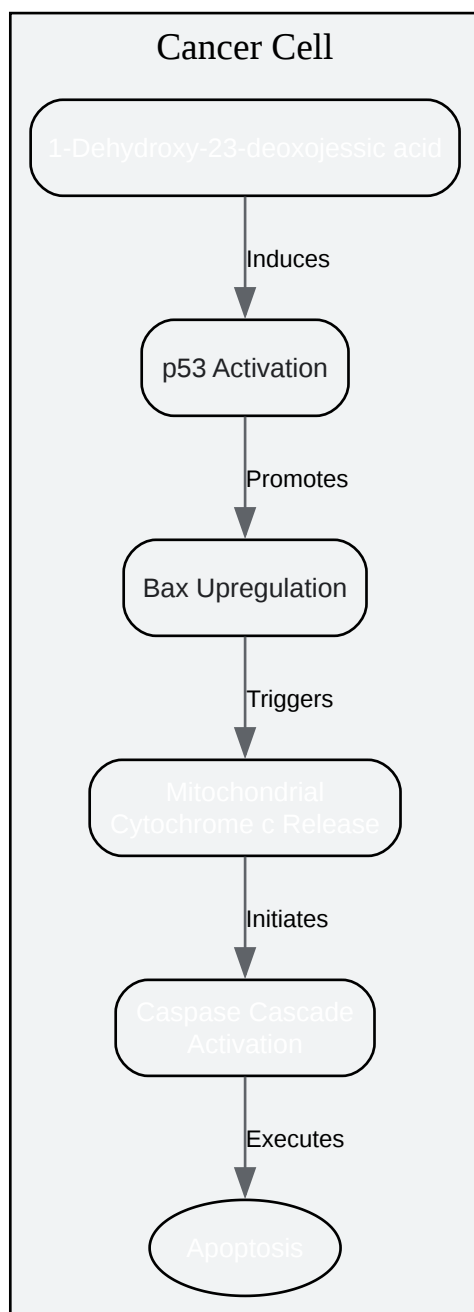 Cancer Cell
1-Dehydroxy-23-deoxojessic acid
Induces
p53 Activation
Promotes
Bax Upregulation
Triggers
Mitochondrial
Cytochrome c Release
Initiates
Caspase Cascade
Activation
Executes
Apoptosis